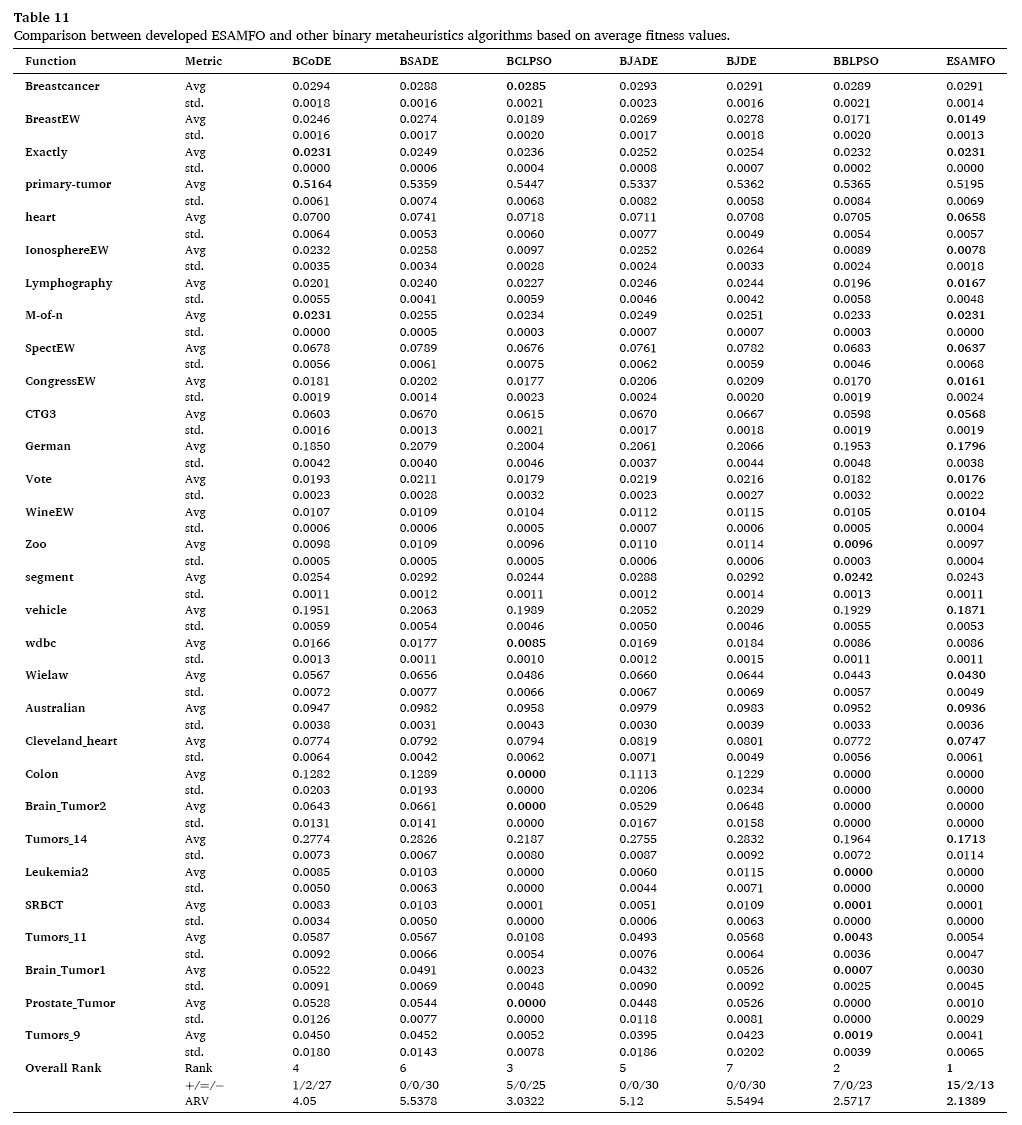 Table 11
Comparison between developed ESAMFO and other binary metaheuristics algorithms based on average fitness values.
Function Metric BCoDE BSADE BCLPSO BJADE BJDE BBLPSO ESAMFO
Breastcancer Avg 0.0294 0.0288 0.0285 0.0293 0.0291 0.0289 0.0291
std. 0.0018 0.0016 0.0021 0.0023 0.0016 0.0021 0.0014
BreastEW Avg 0.0246 0.0274 0.0189 0.0269 0.0278 0.0171 0.0149
std. 0.0016 0.0017 0.0020 0.0017 0.0018 0.0020 0.0013
Exactly Avg 0.0231 0.0249 0.0236 0.0252 0.0254 0.0232 0.0231
std. 0.0000 0.0006 0.0004 0.0008 0.0007 0.0002 0.0000
primary-tumor Avg 0.5164 0.5359 0.5447 0.5337 0.5362 0.5365 0.5195
std. 0.0061 0.0074 0.0068 0.0082 0.0058 0.0084 0.0069
heart Avg 0.0700 0.0741 0.0718 0.0711 0.0708 0.0705 0.0658
std. 0.0064 0.0053 0.0060 0.0077 0.0049 0.0054 0.0057
IonosphereEW Avg 0.0232 0.0258 0.0097 0.0252 0.0264 0.0089 0.0078
std. 0.0035 0.0034 0.0028 0.0024 0.0033 0.0024 0.0018
Lymphography Avg 0.0201 0.0240 0.0227 0.0246 0.0244 0.0196 0.0167
std. 0.0055 0.0041 0.0059 0.0046 0.0042 0.0058 0.0048
M-of-n Avg 0.0231 0.0255 0.0234 0.0249 0.0251 0.0233 0.0231
std. 0.0000 0.0005 0.0003 0.0007 0.0007 0.0003 0.0000
SpectEW Avg 0.0678 0.0789 0.0676 0.0761 0.0782 0.0683 0.0637
std. 0.0056 0.0061 0.0075 0.0062 0.0059 0.0046 0.0068
CongressEW Avg 0.0181 0.0202 0.0177 0.0206 0.0209 0.0170 0.0161
std. 0.0019 0.0014 0.0023 0.0024 0.0020 0.0019 0.0024
CTG3 Avg 0.0603 0.0670 0.0615 0.0670 0.0667 0.0598 0.0568
std. 0.0016 0.0013 0.0021 0.0017 0.0018 0.0019 0.0019
German Avg 0.1850 0.2079 0.2004 0.2061 0.2066 0.1953 0.1796
std. 0.0042 0.0040 0.0046 0.0037 0.0044 0.0048 0.0038
Vote Avg 0.0193 0.0211 0.0179 0.0219 0.0216 0.0182 0.0176
std. 0.0023 0.0028 0.0032 0.0023 0.0027 0.0032 0.0022
WineEW Avg 0.0107 0.0109 0.0104 0.0112 0.0115 0.0105 0.0104
std. 0.0006 0.0006 0.0005 0.0007 0.0006 0.0005 0.0004
Zoo Avg 0.0098 0.0109 0.0096 0.0110 0.0114 0.0096 0.0097
std. 0.0005 0.0005 0.0005 0.0006 0.0006 0.0003 0.0004
segment Avg 0.0254 0.0292 0.0244 0.0288 0.0292 0.0242 0.0243
std. 0.0011 0.0012 0.0011 0.0012 0.0014 0.0013 0.0011
vehicle Avg 0.1951 0.2063 0.1989 0.2052 0.2029 0.1929 0.1871
std. 0.0059 0.0054 0.0046 0.0050 0.0046 0.0055 0.0053
wdbc Avg 0.0166 0.0177 0.0085 0.0169 0.0184 0.0086 0.0086
std. 0.0013 0.0011 0.0010 0.0012 0.0015 0.0011 0.0011
Wielaw Avg 0.0567 0.0656 0.0486 0.0660 0.0644 0.0443 0.0430
std. 0.0072 0.0077 0.0066 0.0067 0.0069 0.0057 0.0049
Australian Avg 0.0947 0.0982 0.0958 0.0979 0.0983 0.0952 0.0936
std. 0.0038 0.0031 0.0043 0.0030 0.0039 0.0033 0.0036
Cleveland_heart Avg 0.0774 0.0792 0.0794 0.0819 0.0801 0.0772 0.0747
std. 0.0064 0.0042 0.0062 0.0071 0.0049 0.0056 0.0061
Colon Avg 0.1282 0.1289 0.0000 0.1113 0.1229 0.0000 0.0000
std. 0.0203 0.0193 0.0000 0.0206 0.0234 0.0000 0.0000
Brain_Tumor2 Avg 0.0643 0.0661 0.0000 0.0529 0.0648 0.0000 0.0000
std. 0.0131 0.0141 0.0000 0.0167 0.0158 0.0000 0.0000
Tumors_14 Avg 0.2774 0.2826 0.2187 0.2755 0.2832 0.1964 0.1713
std. 0.0073 0.0067 0.0080 0.0087 0.0092 0.0072 0.0114
Leukemia2 Avg 0.0085 0.0103 0.0000 0.0060 0.0115 0.0000 0.0000
std. 0.0050 0.0063 0.0000 0.0044 0.0071 0.0000 0.0000
SRBCT Avg 0.0083 0.0103 0.0001 0.0051 0.0109 0.0001 0.0001
std. 0.0034 0.0050 0.0000 0.0006 0.0063 0.0000 0.0000
Tumors_11 Avg 0.0587 0.0567 0.0108 0.0493 0.0568 0.0043 0.0054
std. 0.0092 0.0066 0.0054 0.0076 0.0064 0.0036 0.0047
Brain_Tumor1 Avg 0.0522 0.0491 0.0023 0.0432 0.0526 0.0007 0.0030
std. 0.0091 0.0069 0.0048 0.0090 0.0092 0.0025 0.0045
Prostate_Tumor Avg 0.0528 0.0544 0.0000 0.0448 0.0526 0.0000 0.0010
std. 0.0126 0.0077 0.0000 0.0118 0.0081 0.0000 0.0029
Tumors_9 Avg 0.0450 0.0452 0.0052 0.0395 0.0423 0.0019 0.0041
std. 0.0180 0.0143 0.0078 0.0186 0.0202 0.0039 0.0065
Overall Rank Rank 4 6 3 5 7 2 1
+/=/− 1/2/27 0/0/30 5/0/25 0/0/30 0/0/30 7/0/23 15/2/13
ARV 4.05 5.5378 3.0322 5.12 5.5494 2.5717 2.1389